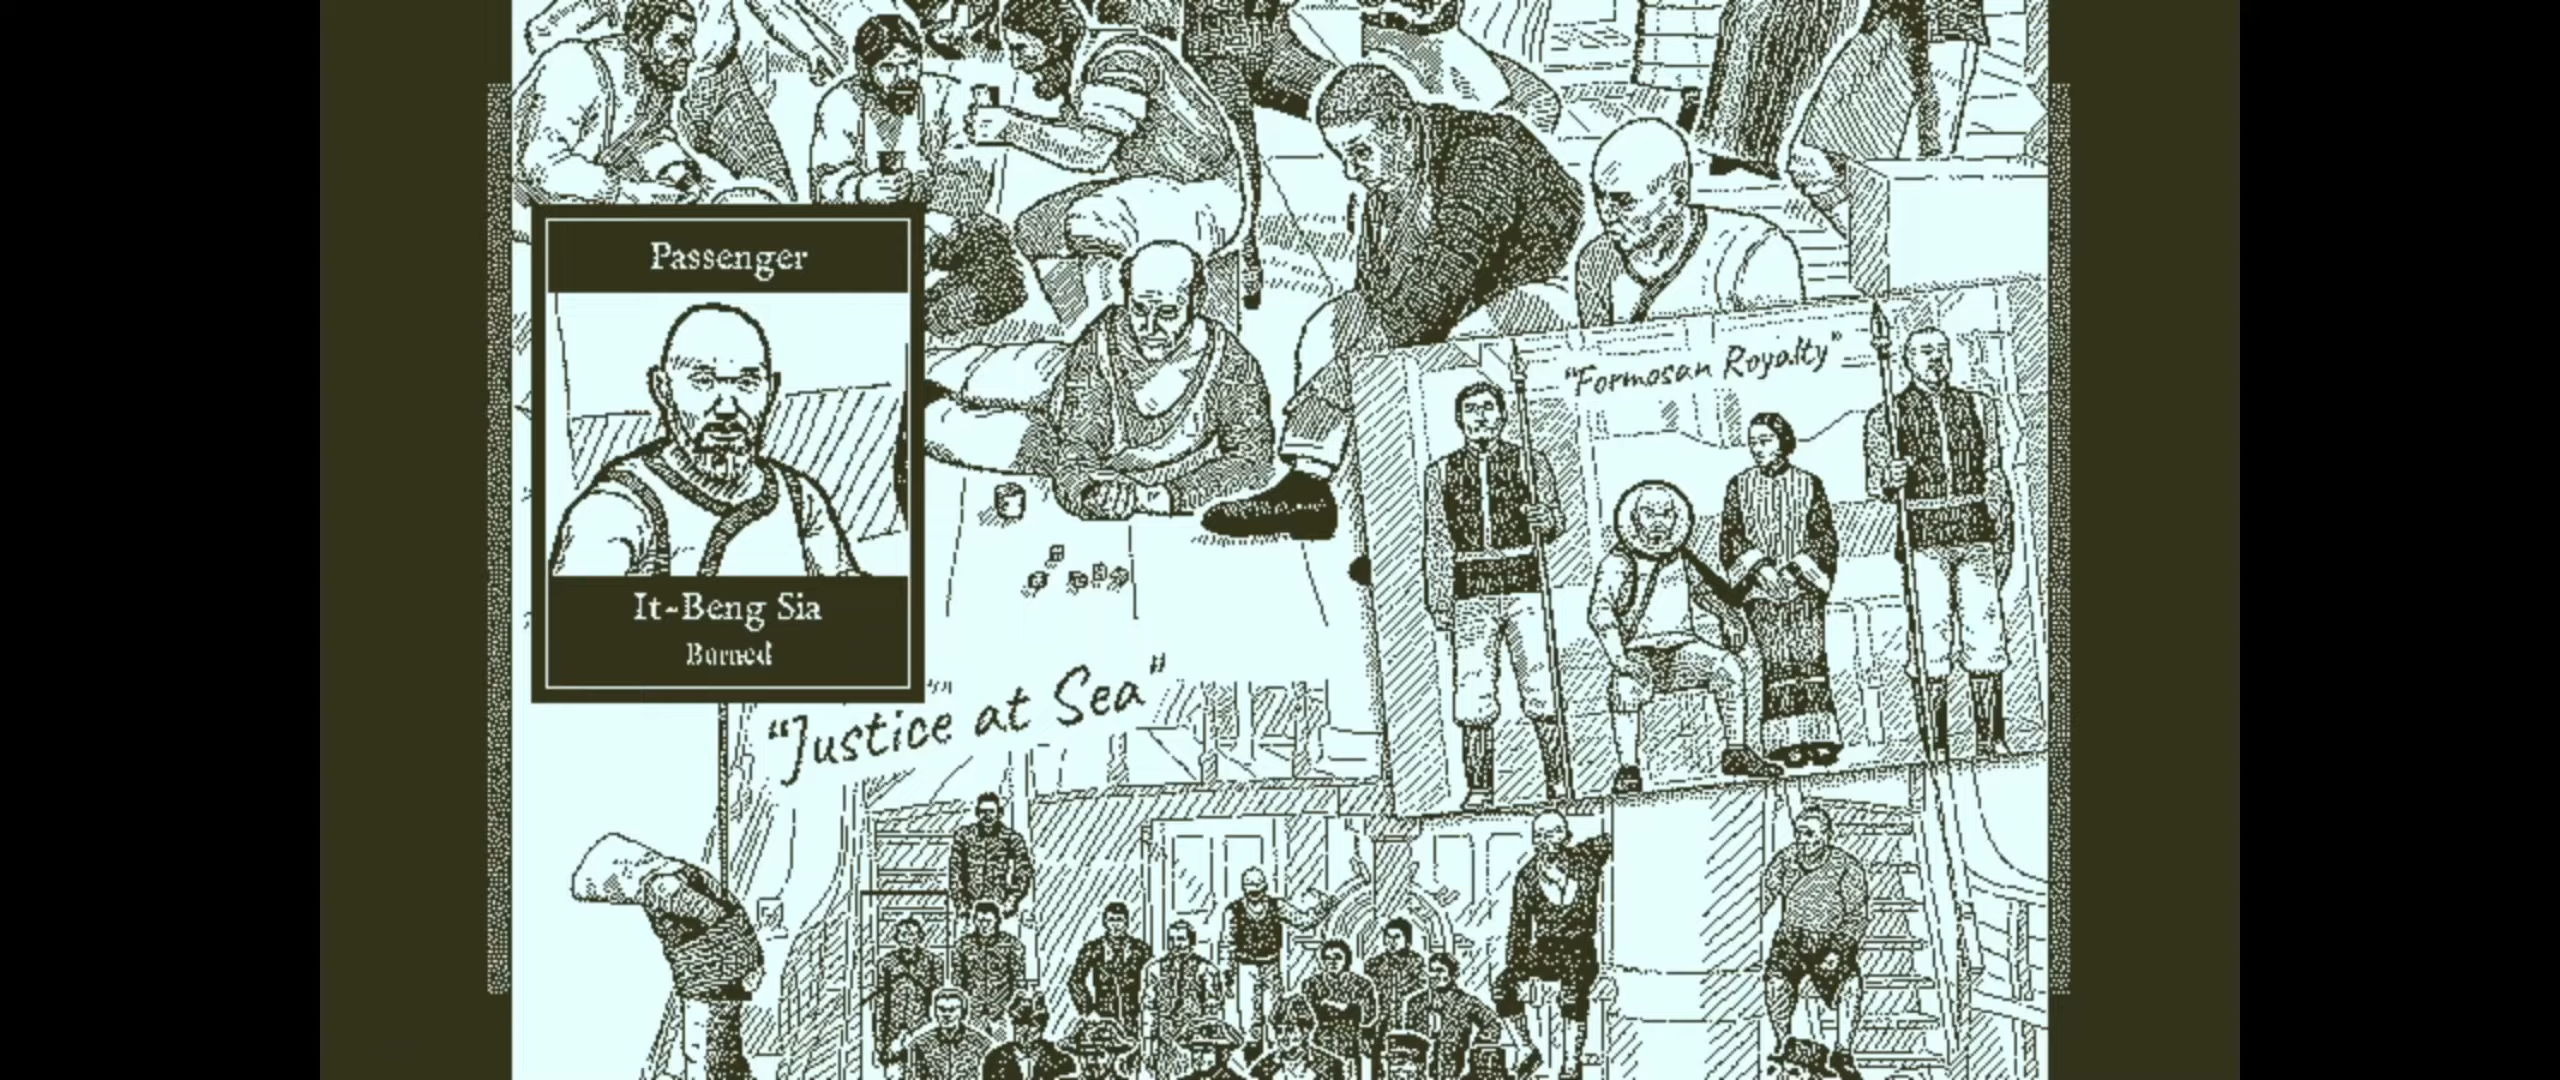 Passenger
It-Beng Sia
Burned
"Formosan Royalty"
"Justice at Sea"